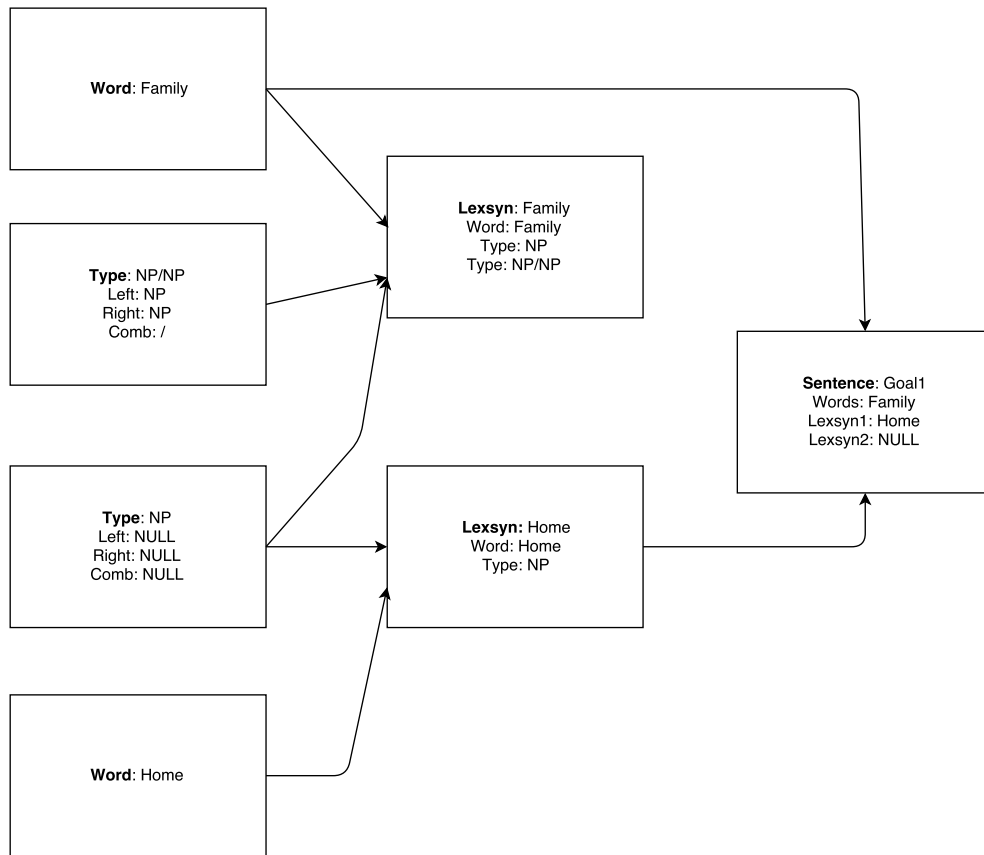 Word: Family
Lexsyn: Family
Word: Family
Type: NP
Type: NP/NP
Type: NP/NP
Left: NP
Right: NP
Comb: /
Sentence: Goal1
Words: Family
Lexsyn1: Home
Lexsyn2: NULL
Type: NP
Left: NULL
Right: NULL
Comb: NULL
Lexsyn: Home
Word: Home
Type: NP
Word: Home